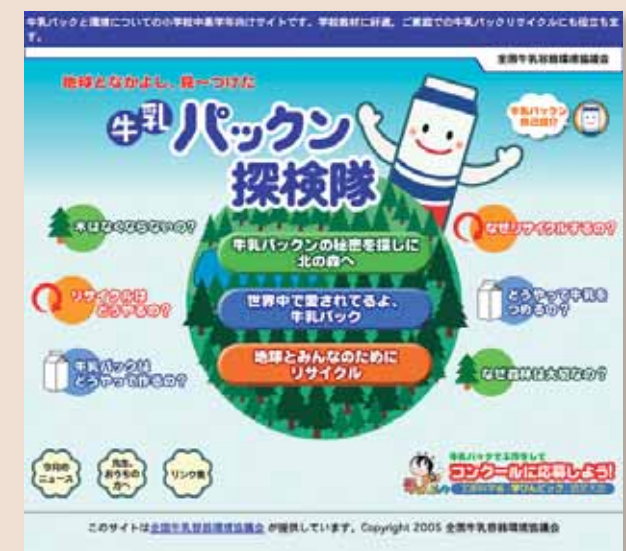 牛乳パックと環境についての小学校中高学年向けサイトです。学校教材に好適。ご家庭での牛乳パックリサイクルにも役立ちます。
全国牛乳容器環境協議会
地球となかよし、見~つけた
牛乳パックン
探検隊
牛乳パックン
自己紹介
木はなくならないの?
なぜリサイクルするの?
牛乳パックンの秘密を探しに
北の森へ
リサイクルは
どうやるの?
世界中で愛されてるよ、
牛乳パック
どうやって牛乳を
つめるの?
牛乳パックは
どうやって作るの?
地球とみんなのために
リサイクル
なぜ森林は大切なの?
今月の
ニュース
先生、
おうちの
方へ
リンク集
牛乳パックで工作をして
コンクールに応募しよう!
このサイトは全国牛乳容器環境協議会 が提供しています。Copyright 2005 全国牛乳容器環境協議会